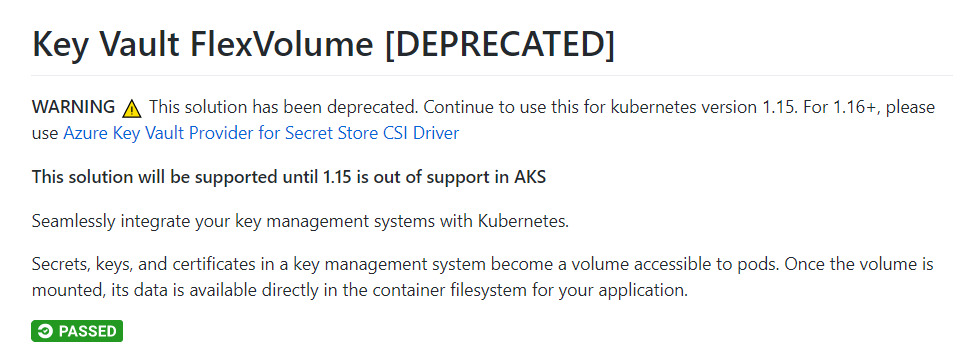 Key Vault FlexVolume [DEPRECATED]
WARNING ⚠ This solution has been deprecated. Continue to use this for kubernetes version 1.15. For 1.16+, please
use Azure Key Vault Provider for Secret Store CSI Driver
This solution will be supported until 1.15 is out of support in AKS
Seamlessly integrate your key management systems with Kubernetes.
Secrets, keys, and certificates in a key management system become a volume accessible to pods. Once the volume is
mounted, its data is available directly in the container filesystem for your application.
PASSED